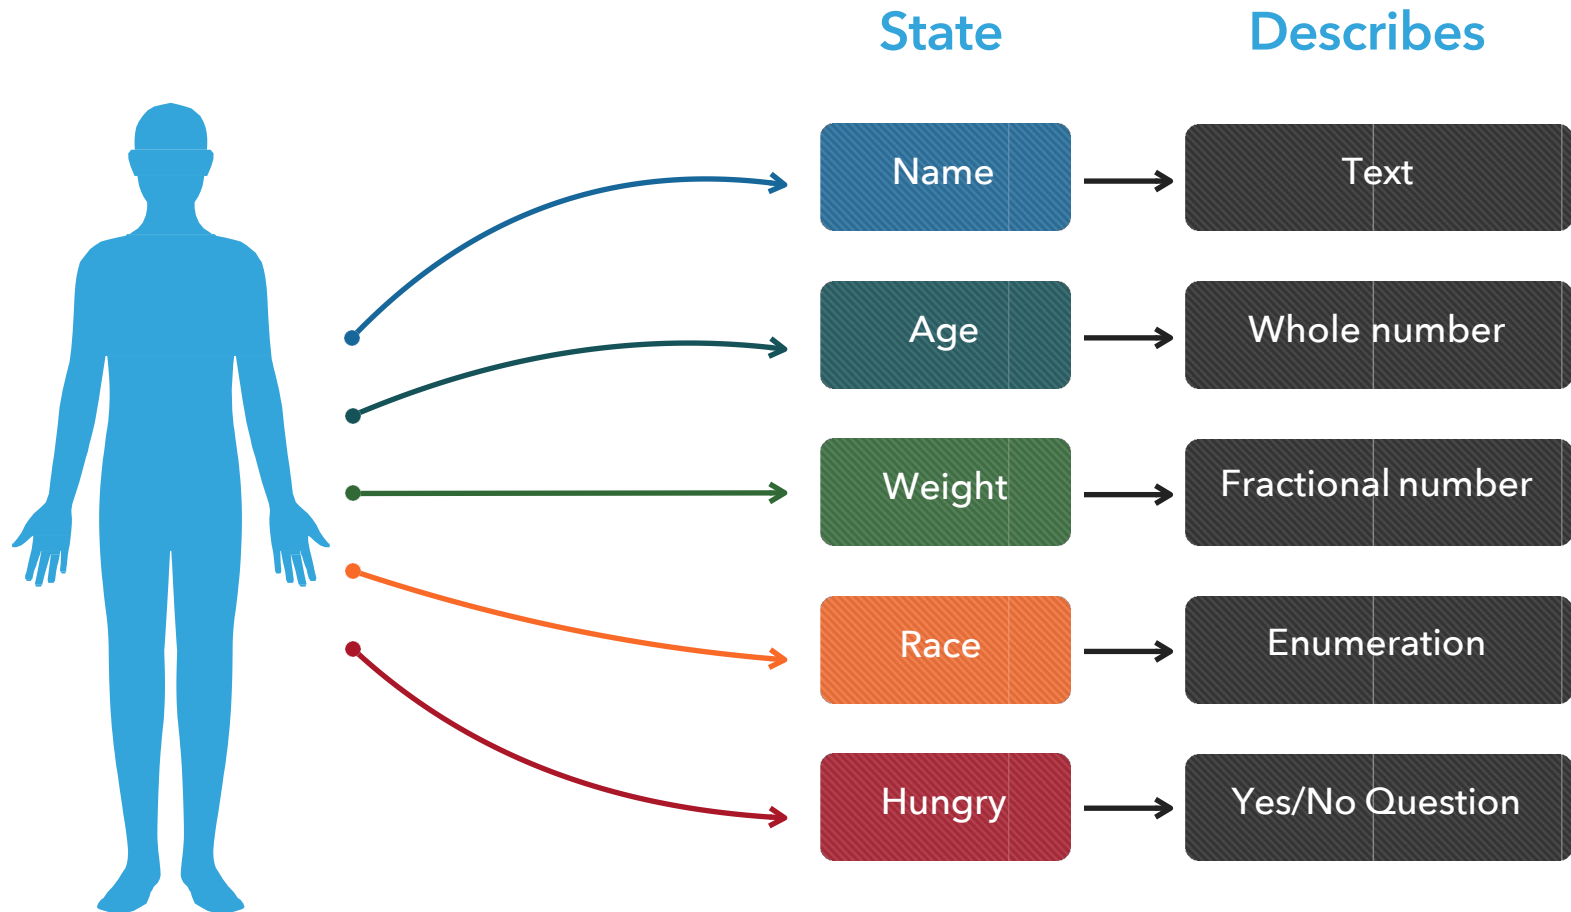 State
Describes
Name
Text
Age
Whole number
Weight
Fractional number
Race
Enumeration
Hungry
Yes/No Question